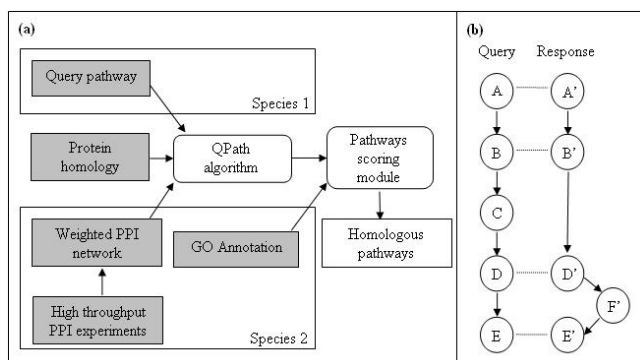 (a)
Query pathway
Species 1
Protein
homology
QPath
algorithm
Pathways
scoring
module
Weighted PPI
network
GO Annotation
Homologous
pathways
High throughput
PPI experiments
Species 2
(b)
Query Response
A A'
B B'
C
D D'
F'
E E'